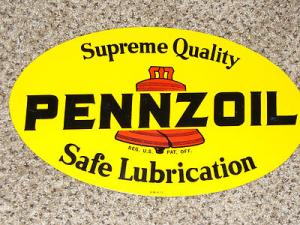 Supreme Quality
PENNZOIL
REG. U.S. PAT. OFF.
Safe Lubrication